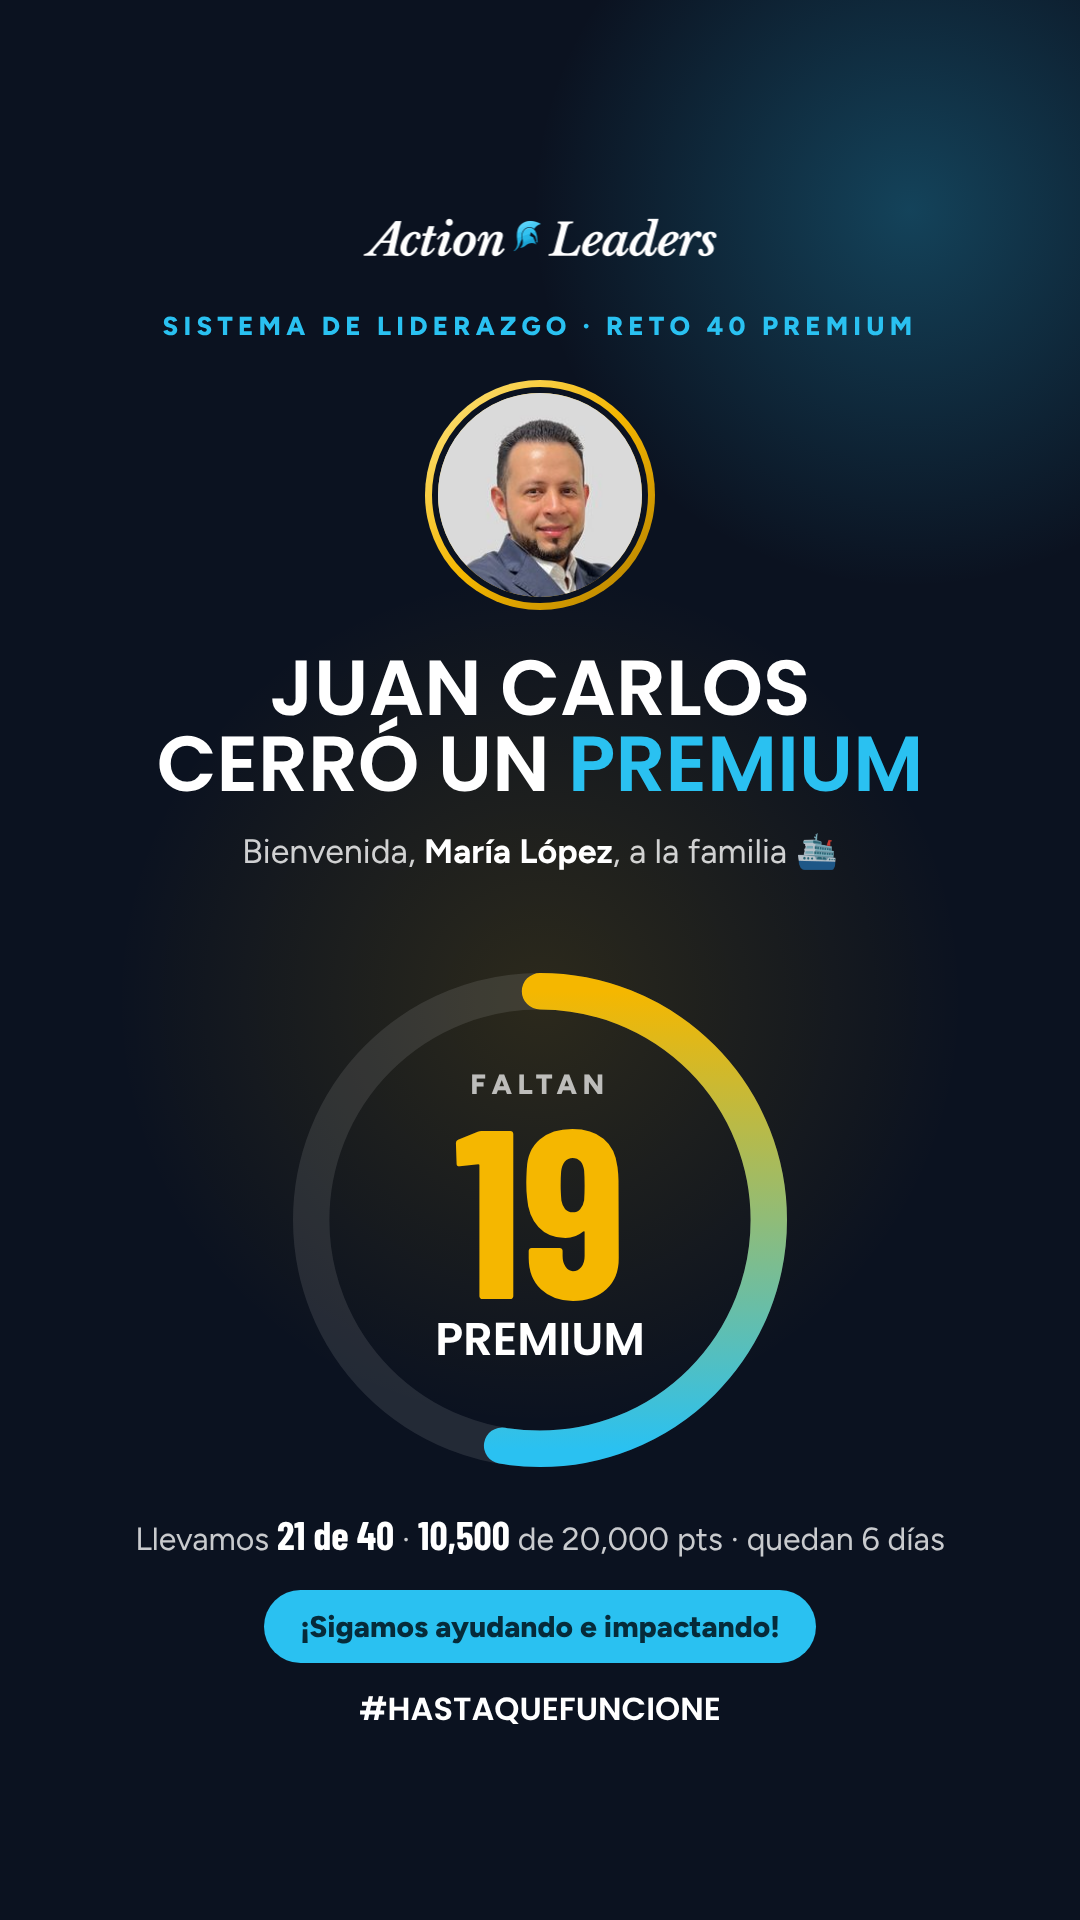 Action Leaders
SISTEMA DE LIDERAZGO · RETO 40 PREMIUM
JUAN CARLOS
CERRÓ UN PREMIUM
Bienvenida, María López, a la familia 🛳️
FALTAN
19
PREMIUM
Llevamos 21 de 40 · 10,500 de 20,000 pts · quedan 6 días
¡Sigamos ayudando e impactando!
#HASTAQUEFUNCIONE